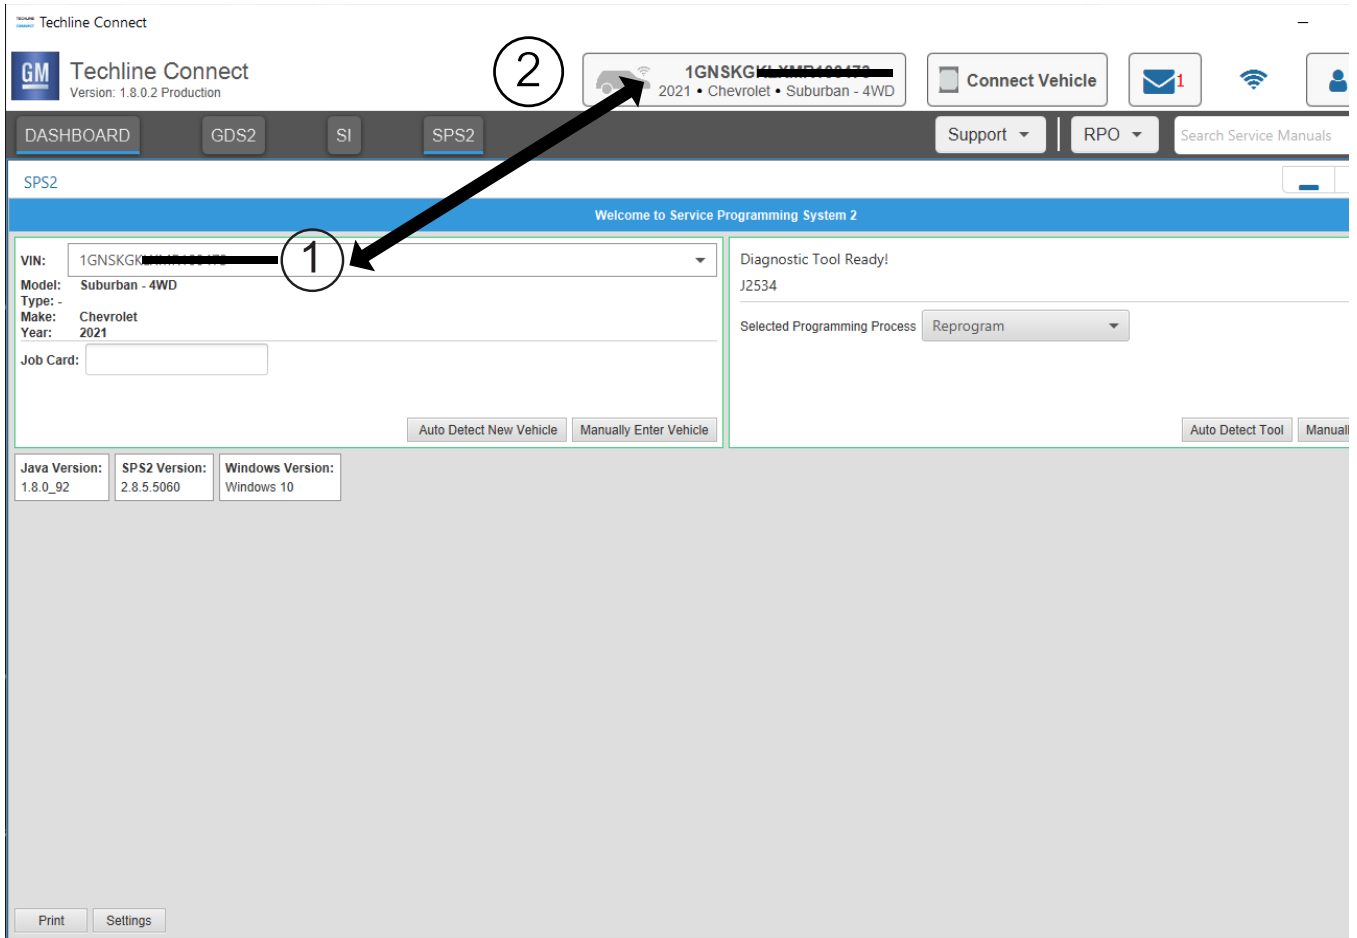 Techline Connect
GM
Techline Connect
Version: 1.8.0.2 Production
2
1GNSKG
2021 • Chevrolet • Suburban - 4WD
Connect Vehicle
1
DASHBOARD GDS2 SI SPS2 Support RPO Search Service Manuals
SPS2
Welcome to Service Programming System 2
VIN: 1GNSKGK
1
Model: Suburban - 4WD
Type: -
Make: Chevrolet
Year: 2021
Job Card:
Auto Detect New Vehicle Manually Enter Vehicle
Diagnostic Tool Ready!
J2534
Selected Programming Process Reprogram
Auto Detect Tool Manuall
Java Version:
1.8.0_92
SPS2 Version:
2.8.5.5060
Windows Version:
Windows 10
Print Settings